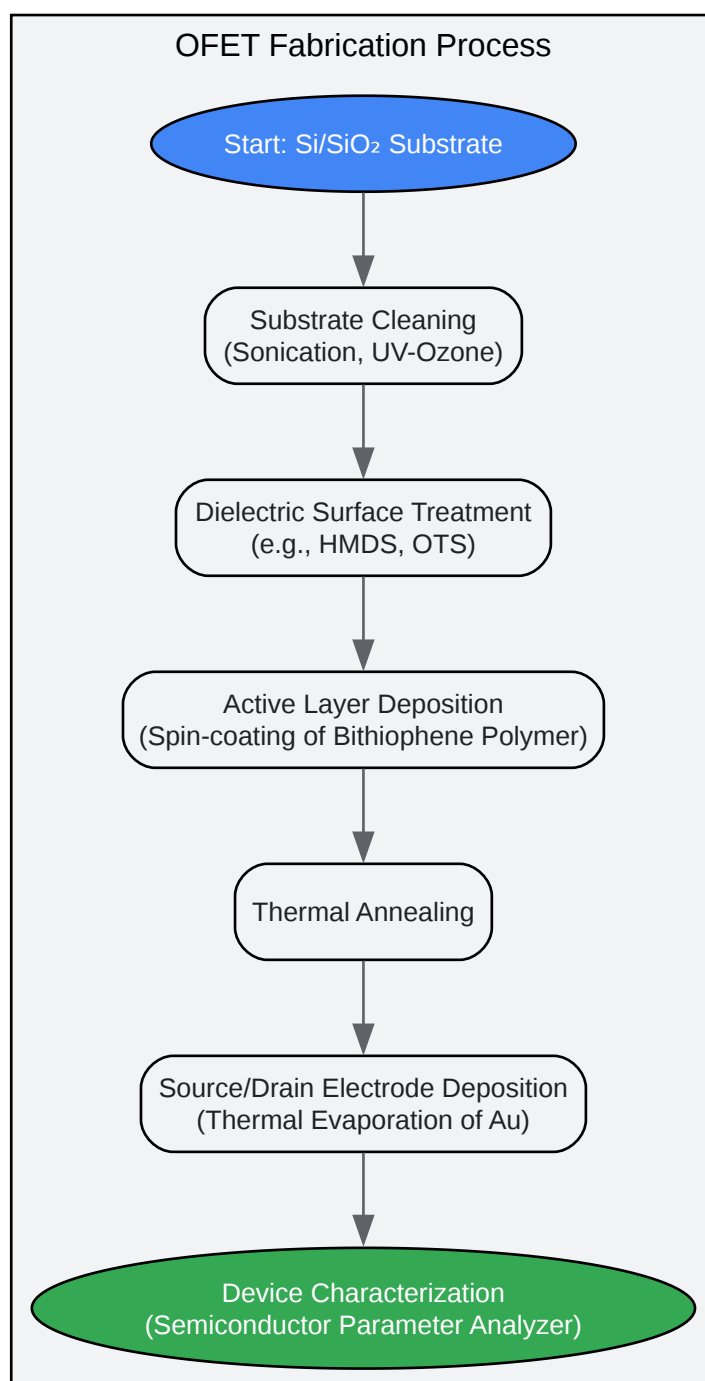 OFET Fabrication Process
Start: Si/SiO₂ Substrate
Substrate Cleaning
(Sonication, UV-Ozone)
Dielectric Surface Treatment
(e.g., HMDS, OTS)
Active Layer Deposition
(Spin-coating of Bithiophene Polymer)
Thermal Annealing
Source/Drain Electrode Deposition
(Thermal Evaporation of Au)
Device Characterization
(Semiconductor Parameter Analyzer)